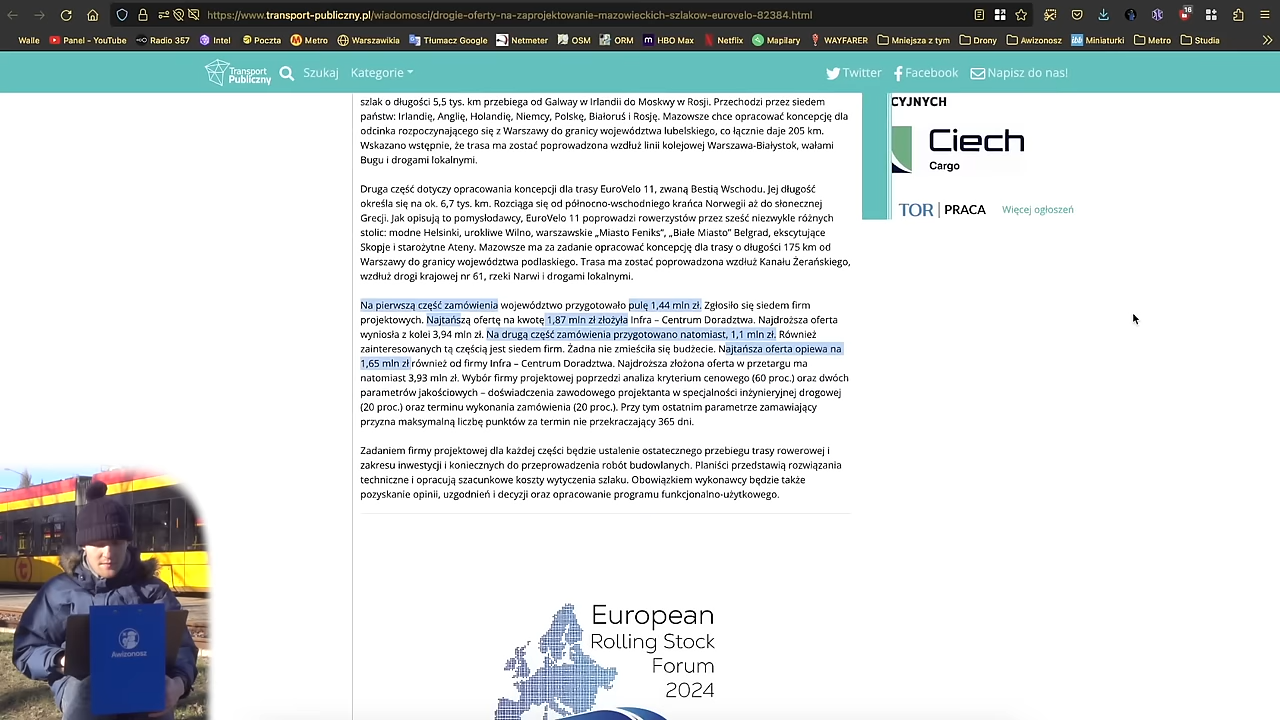 https://www.transport-publiczny.pl/wiadomosci/drogie-oferty-na-zaprojektowanie-mazowieckich-szlakow-eurovelo-82384.html
16
Walle Panel - YouTube Radio 357 Intel Poczta Metro Warszawikia Tłumacz Google Netmeter OSM ORM HBO Max Netflix Mapilary WAYFARER Mniejsza z tym Drony Awizonosz Miniaturki Metro Studia
Transport Publiczny Szukaj Kategorie Twitter Facebook Napisz do nas!
szlak o długości 5,5 tys. km przebiega od Galway w Irlandii do Moskwy w Rosji. Przechodzi przez siedem
państw: Irlandię, Anglię, Holandię, Niemcy, Polskę, Białoruś i Rosję. Mazowsze chce opracować koncepcję dla
odcinka rozpoczynającego się z Warszawy do granicy województwa lubelskiego, co łącznie daje 205 km.
Wskazano wstępnie, że trasa ma zostać poprowadzona wzdłuż linii kolejowej Warszawa-Białystok, wałami
Bugu i drogami lokalnymi.
Druga część dotyczy opracowania koncepcji dla trasy EuroVelo 11, zwaną Bestią Wschodu. Jej długość
określa się na ok. 6,7 tys. km. Rozciąga się od północno-wschodniego krańca Norwegii aż do słonecznej
Grecji. Jak opisują to pomysłodawcy, EuroVelo 11 poprowadzi rowerzystów przez sześć niezwykle różnych
stolic: modne Helsinki, urokliwe Wilno, warszawskie „Miasto Feniks”, „Białe Miasto” Belgrad, ekscytujące
Skopje i starożytne Ateny. Mazowsze ma za zadanie opracować koncepcję dla trasy o długości 175 km od
Warszawy do granicy województwa podlaskiego. Trasa ma zostać poprowadzona wzdłuż Kanału Żerańskiego,
wzdłuż drogi krajowej nr 61, rzeki Narwi i drogami lokalnymi.
Na pierwszą część zamówienia województwo przygotowało pulę 1,44 mln zł. Zgłosiło się siedem firm
projektowych. Najtańszą ofertę na kwotę 1,87 mln zł złożyła Infra – Centrum Doradztwa. Najdroższa oferta
wyniosła z kolei 3,94 mln zł. Na drugą część zamówienia przygotowano natomiast, 1,1 mln zł. Również
zainteresowanych tą częścią jest siedem firm. Żadna nie zmieściła się budżecie. Najtańsza oferta opiewa na
1,65 mln zł również od firmy Infra – Centrum Doradztwa. Najdroższa złożona oferta w przetargu ma
natomiast 3,93 mln zł. Wybór firmy projektowej poprzedzi analiza kryterium cenowego (60 proc.) oraz dwóch
parametrów jakościowych – doświadczenia zawodowego projektanta w specjalności inżynieryjnej drogowej
(20 proc.) oraz terminu wykonania zamówienia (20 proc.). Przy tym ostatnim parametrze zamawiający
przyzna maksymalną liczbę punktów za termin nie przekraczający 365 dni.
Zadaniem firmy projektowej dla każdej części będzie ustalenie ostatecznego przebiegu trasy rowerowej i
zakresu inwestycji i koniecznych do przeprowadzenia robót budowlanych. Planiści przedstawią rozwiązania
techniczne i opracują szacunkowe koszty wytyczenia szlaku. Obowiązkiem wykonawcy będzie także
pozyskanie opinii, uzgodnień i decyzji oraz opracowanie programu funkcjonalno-użytkowego.
European
Rolling Stock
Forum
2024
CYJNYCH
Ciech
Cargo
TOR | PRACA Więcej ogłoszeń
Awizonosz